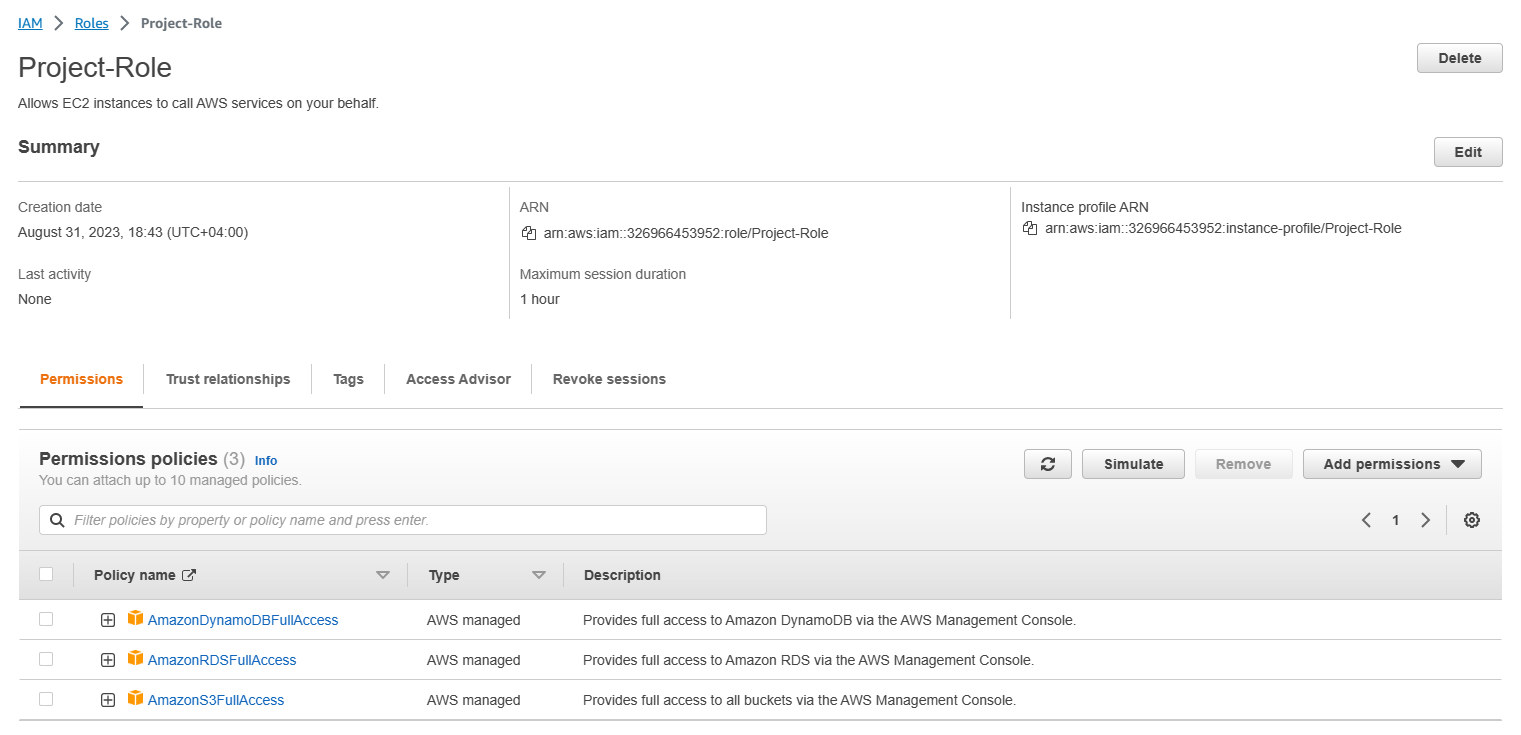 IAM > Roles > Project-Role
Project-Role
Delete
Allows EC2 instances to call AWS services on your behalf.
Summary
Edit
Creation date
August 31, 2023, 18:43 (UTC+04:00)
Last activity
None
ARN
arn:aws:iam::326966453952:role/Project-Role
Maximum session duration
1 hour
Instance profile ARN
arn:aws:iam::326966453952:instance-profile/Project-Role
Permissions Trust relationships Tags Access Advisor Revoke sessions
Permissions policies (3) Info
You can attach up to 10 managed policies.
Simulate Remove Add permissions
Filter policies by property or policy name and press enter.
1
Policy name Type Description
AmazonDynamoDBFullAccess AWS managed Provides full access to Amazon DynamoDB via the AWS Management Console.
AmazonRDSFullAccess AWS managed Provides full access to Amazon RDS via the AWS Management Console.
AmazonS3FullAccess AWS managed Provides full access to all buckets via the AWS Management Console.